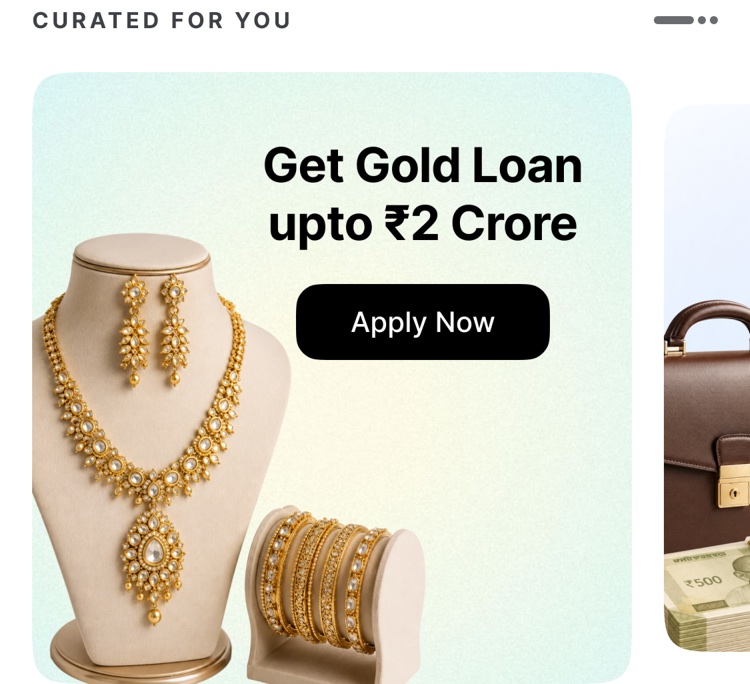 CURATED FOR YOU
Get Gold Loan
upto ₹2 Crore
Apply Now
₹500